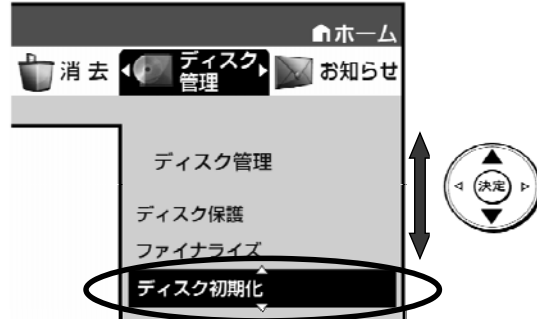 ホーム
消去
ディスク
管理
お知らせ
ディスク管理
ディスク保護
ファイナライズ
ディスク初期化
決定